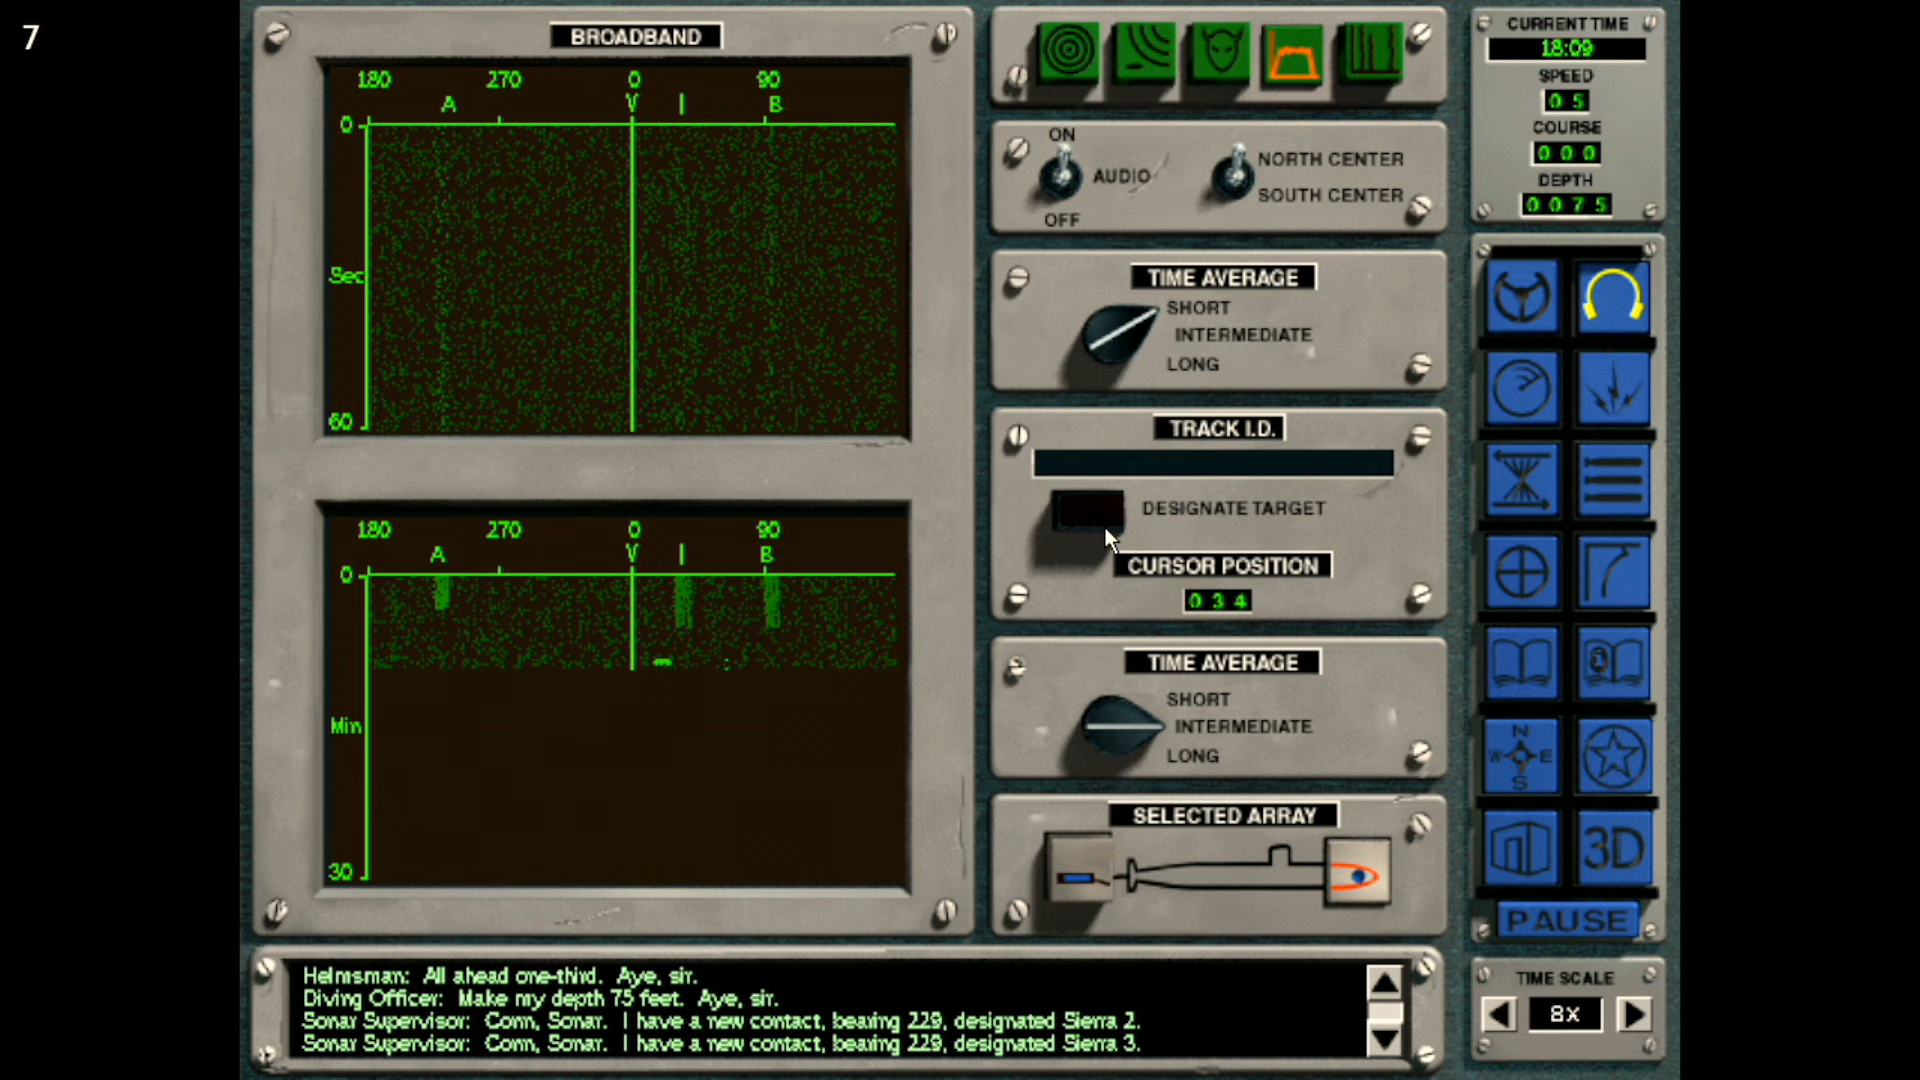 7
BROADBAND
180 270 0 90
A V | B
0
Sec
60
180 270 0 90
A V | B
0
Min
30
ON
AUDIO
OFF
NORTH CENTER
SOUTH CENTER
TIME AVERAGE
SHORT
INTERMEDIATE
LONG
TRACK I.D.
DESIGNATE TARGET
CURSOR POSITION
034
TIME AVERAGE
SHORT
INTERMEDIATE
LONG
SELECTED ARRAY
CURRENT TIME
18:09
SPEED
05
COURSE
000
DEPTH
0075
N
W E
S
3D
PAUSE
TIME SCALE
8X
Helmsman: All ahead one-third. Aye, sir.
Diving Officer: Make my depth 75 feet. Aye, sir.
Sonar Supervisor: Conn, Sonar. I have a new contact, bearing 229, designated Sierra 2.
Sonar Supervisor: Conn, Sonar. I have a new contact, bearing 229, designated Sierra 3.